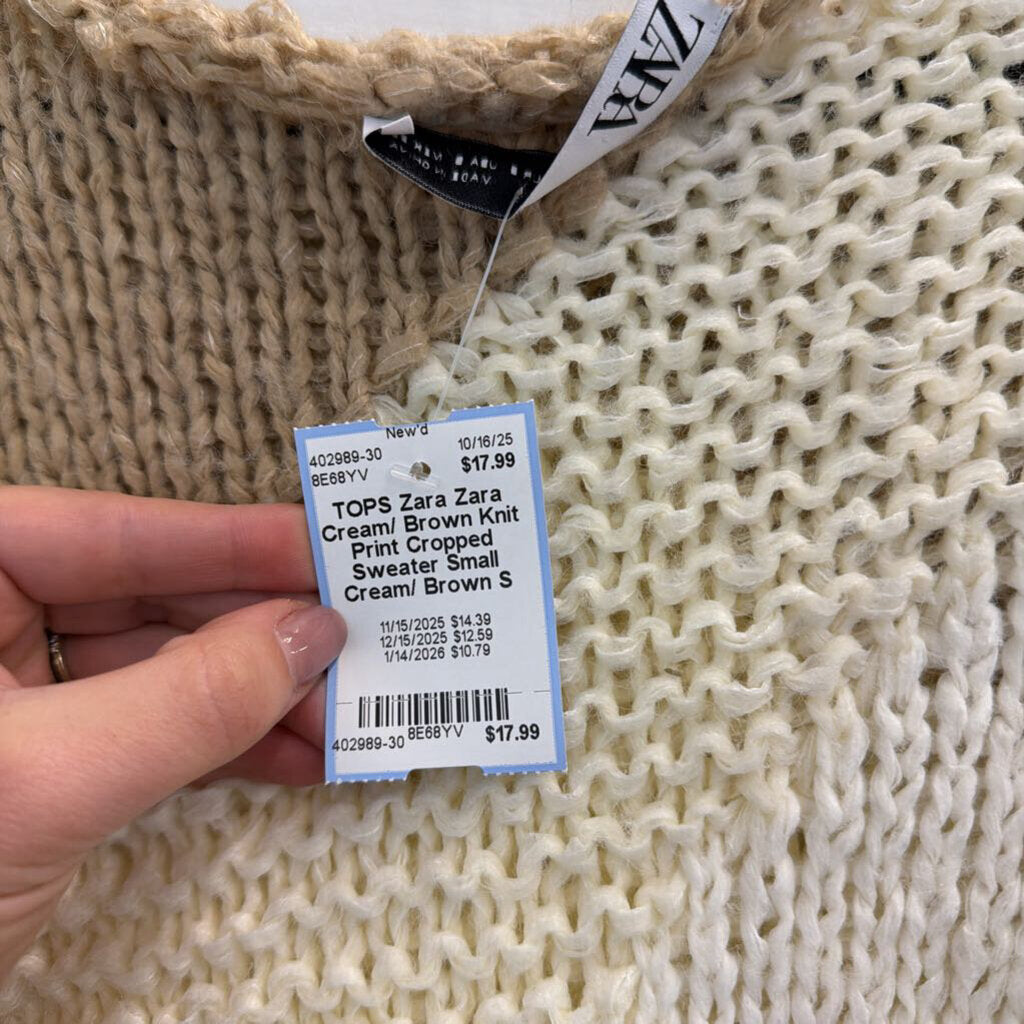 ZARA
New'd
402989-30
10/16/25
8E68YV
$17.99
TOPS Zara Zara
Cream/ Brown Knit
Print Cropped
Sweater Small
Cream/ Brown S
11/15/2025 $14.39
12/15/2025 $12.59
1/14/2026 $10.79
402989-30 8E68YV $17.99